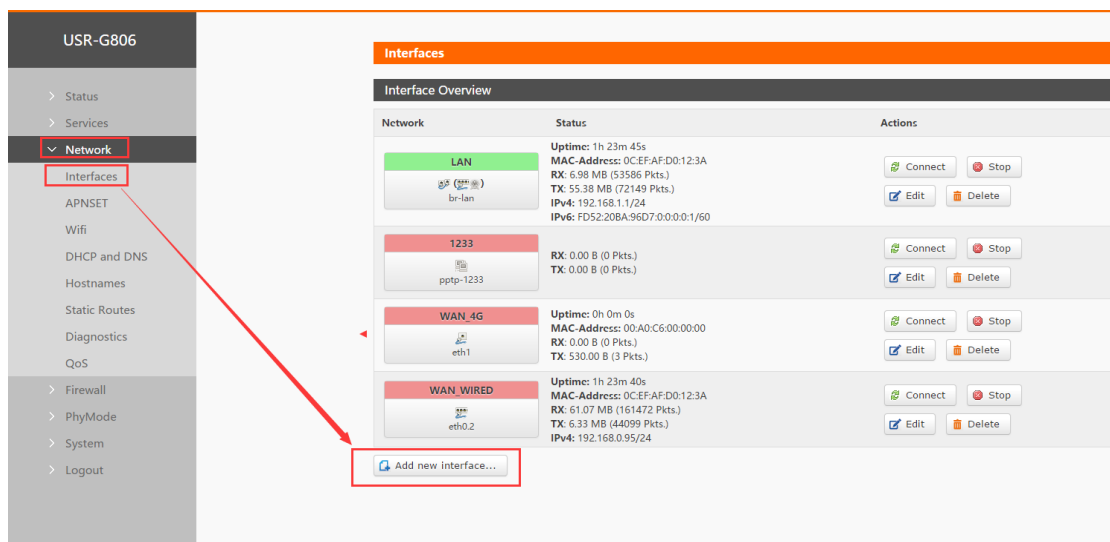 USR-G806
Status
Services
Network
Interfaces
APNSET
Wifi
DHCP and DNS
Hostnames
Static Routes
Diagnostics
QoS
Firewall
PhyMode
System
Logout
Interfaces
Interface Overview
Network Status Actions
LAN
br-lan
Uptime: 1h 23m 45s
MAC-Address: 0C:EF:AF:D0:12:3A
RX: 6.98 MB (53586 Pkts.)
TX: 55.38 MB (72149 Pkts.)
IPv4: 192.168.1.1/24
IPv6: FD52:20BA:96D7:0:0:0:0:1/60
Connect Stop
Edit Delete
1233
pptp-1233
RX: 0.00 B (0 Pkts.)
TX: 0.00 B (0 Pkts.)
Connect Stop
Edit Delete
WAN_4G
eth1
Uptime: 0h 0m 0s
MAC-Address: 00:A0:C6:00:00:00
RX: 0.00 B (0 Pkts.)
TX: 530.00 B (3 Pkts.)
Connect Stop
Edit Delete
WAN_WIRED
eth0.2
Uptime: 1h 23m 40s
MAC-Address: 0C:EF:AF:D0:12:3A
RX: 61.07 MB (161472 Pkts.)
TX: 6.33 MB (44099 Pkts.)
IPv4: 192.168.0.95/24
Connect Stop
Edit Delete
Add new interface...